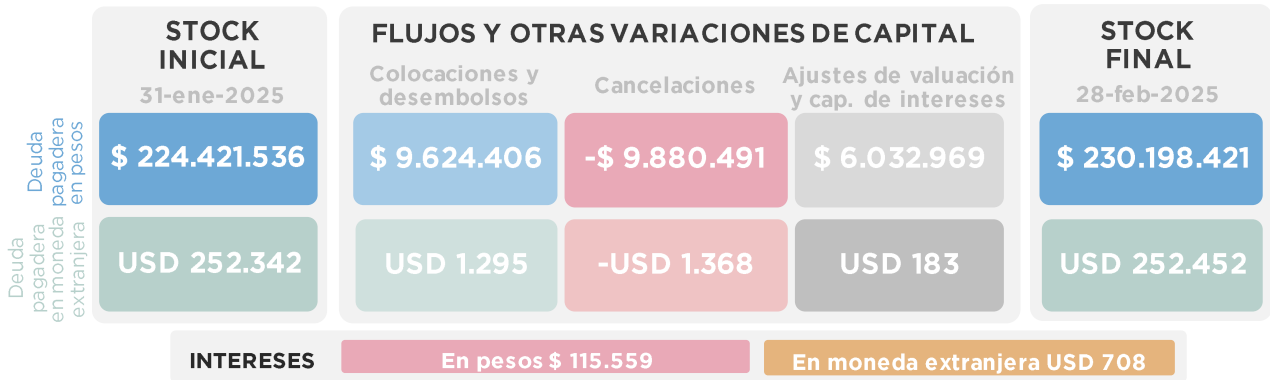 STOCK
INICIAL
31-ene-2025
FLUJOS Y OTRAS VARIACIONES DE CAPITAL
Colocaciones y
desembolsos
Cancelaciones
Ajustes de valuación
y cap. de intereses
STOCK
FINAL
28-feb-2025
Deuda
pagadera
en pesos
$ 224.421.536
$ 9.624.406
-$ 9.880.491
$ 6.032.969
$ 230.198.421
Deuda
pagadera
en moneda
extranjera
USD 252.342
USD 1.295
-USD 1.368
USD 183
USD 252.452
INTERESES
En pesos $ 115.559
En moneda extranjera USD 708